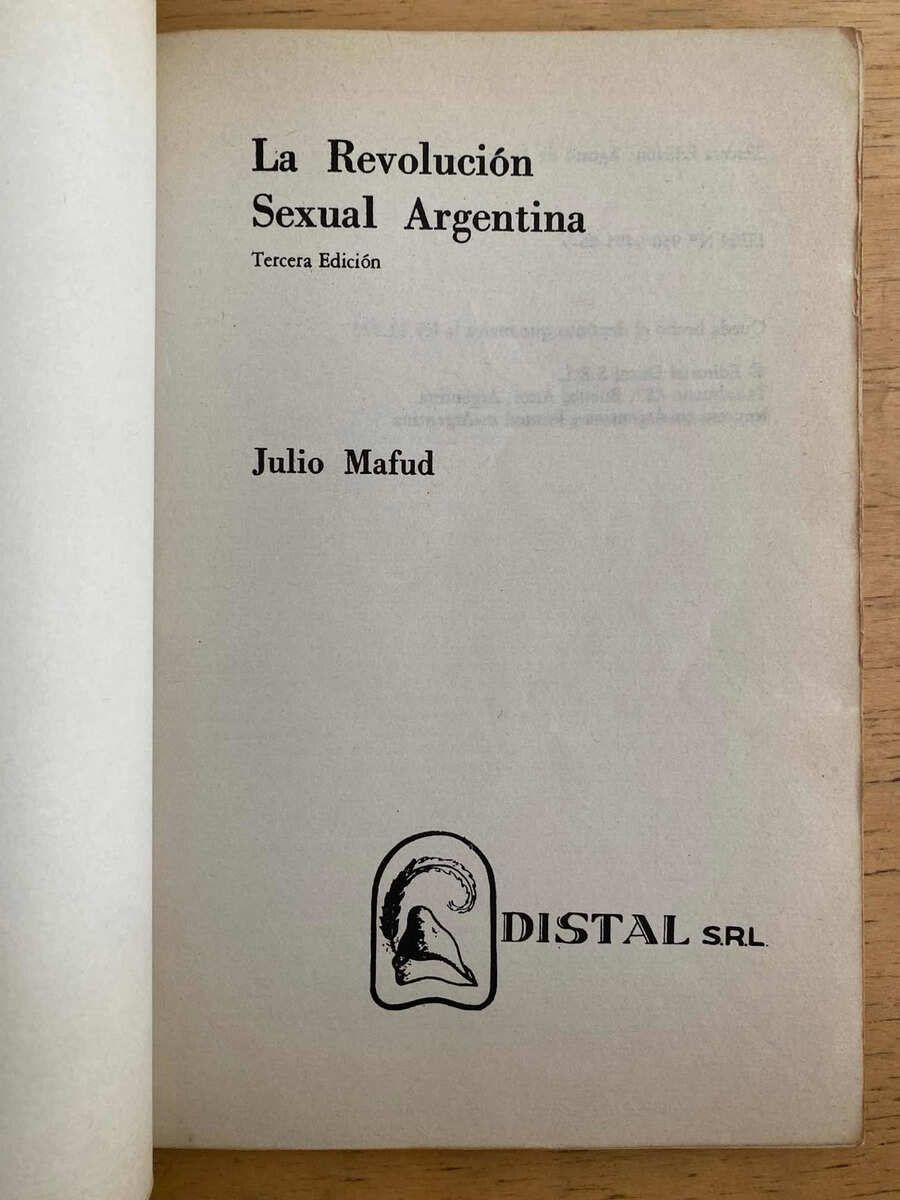 La Revolución
Sexual Argentina
Tercera Edición
Julio Mafud
DISTAL S.R.L.